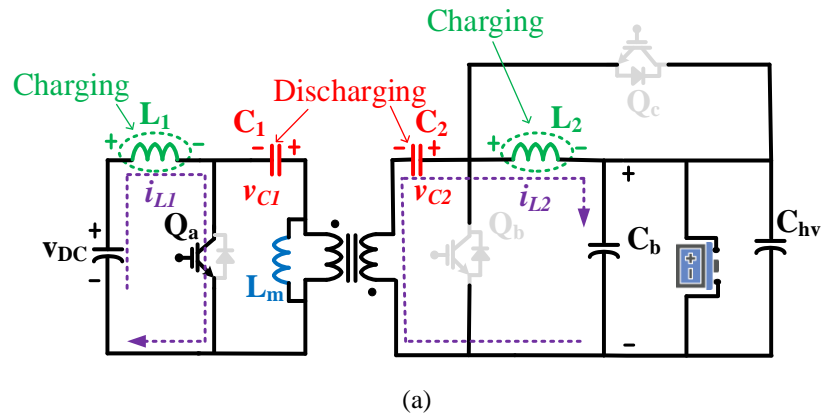 Charging
Charging
Discharging
L1
C1
C2
L2
Qc
+ -
- +
- +
+ -
iL1
vC1
vC2
iL2
+
Qa
Qb
+
vDC
-
Lm
Cb
+
-
Chv
-
(a)